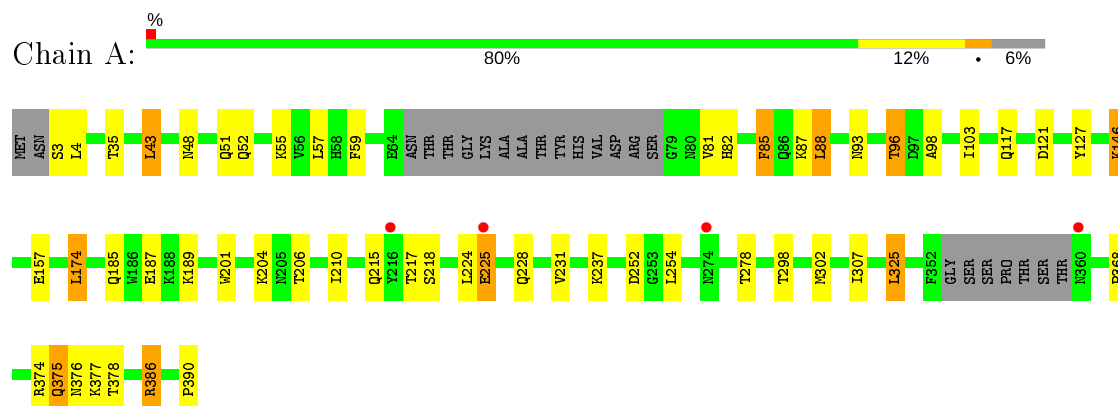 %
Chain A:
80% 12% • 6%
MET ASN S3 L4 T35 L43 N48 Q51 Q52 K55 V56 L57 H58 F59 E64 ASN THR THR GLY LYS ALA ALA THR TYR HIS VAL ASP ARG SER G79 N80 V81 H82 F85 Q86 K87 L88 N93 T96 D97 A98 I103 Q117 D121 Y127 K146
E157 L174 Q185 W186 E187 K188 K189 W201 K204 N205 T206 I210 Q215 Y216 T217 S218 L224 E225 Q228 V231 K237 D252 G253 L254 N274 T278 T298 M302 I307 L325 F352 GLY SER SER PRO THR SER THR N360
R374 Q375 N376 K377 T378 R386 P390